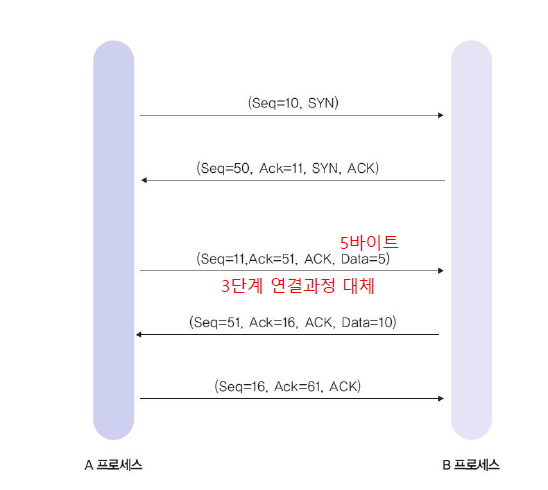 (Seq=10, SYN)
(Seq=50, Ack=11, SYN, ACK)
5바이트
(Seq=11,Ack=51, ACK, Data=5)
3단계 연결과정 대체
(Seq=51, Ack=16, ACK, Data=10)
(Seq=16, Ack=61, ACK)
A 프로세스
B 프로세스